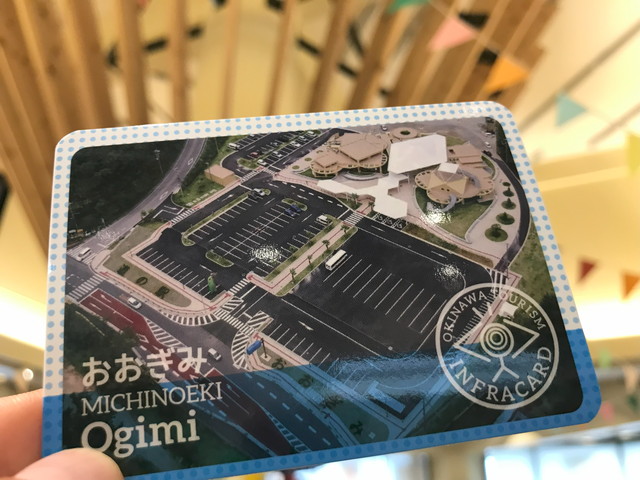 おおぎみ
MICHINOEKI
Ogimi
OKINAWA TOURISM
INFRACARD